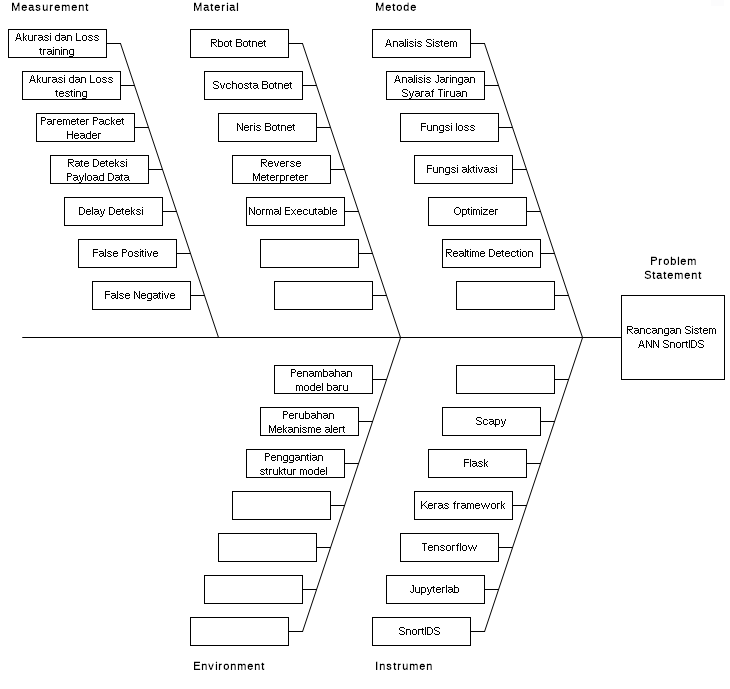 Measurement
Akurasi dan Loss
training
Akurasi dan Loss
testing
Paremeter Packet
Header
Rate Deteksi
Payload Data
Delay Deteksi
False Positive
False Negative
Material
Rbot Botnet
Svchosta Botnet
Neris Botnet
Reverse
Meterpreter
Normal Executable
Metode
Analisis Sistem
Analisis Jaringan
Syaraf Tiruan
Fungsi loss
Fungsi aktivasi
Optimizer
Realtime Detection
Problem
Statement
Rancangan Sistem
ANN SnortIDS
Penambahan
model baru
Perubahan
Mekanisme alert
Penggantian
struktur model
Environment
Scapy
Flask
Keras framework
Tensorflow
Jupyterlab
SnortIDS
Instrumen